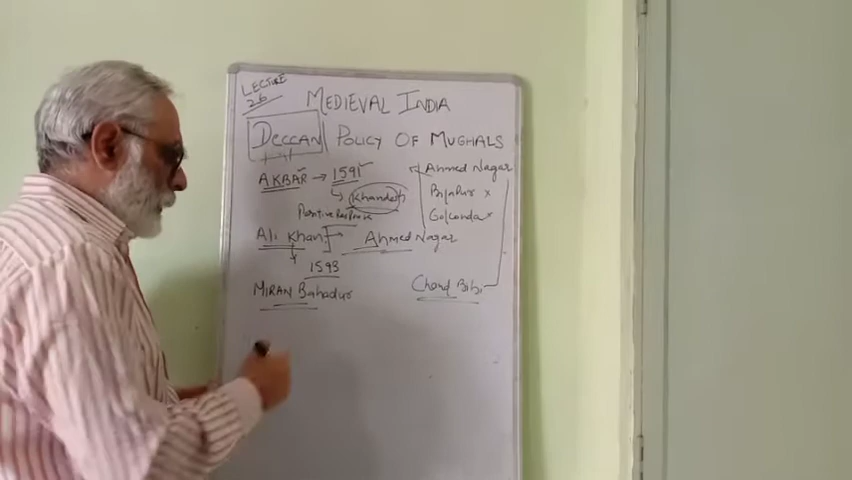 LECTURE
26
MEDIEVAL INDIA
DECCAN POLICY OF MUGHALS
AKBAR → 1591
Ahmed Nagar
Khandesh
Bijapur x
Positive Response
Golconda x
Ali Khan → Ahmed Nagar
1593
MIRAN Bahadur
Chand Bibi